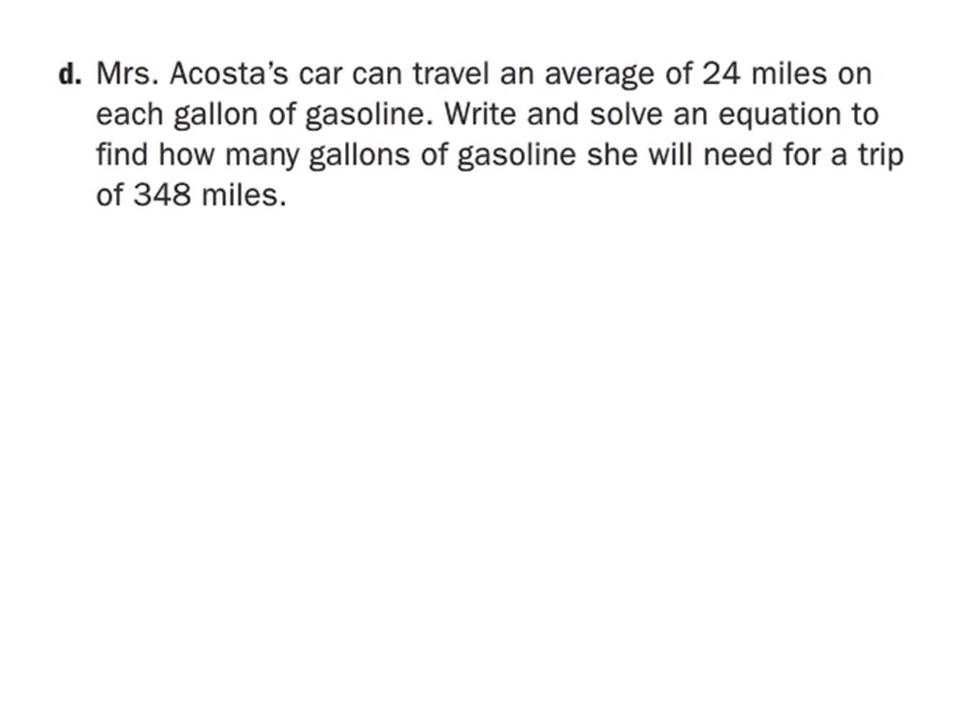 d. Mrs. Acosta’s car can travel an average of 24 miles on
each gallon of gasoline. Write and solve an equation to
find how many gallons of gasoline she will need for a trip
of 348 miles.